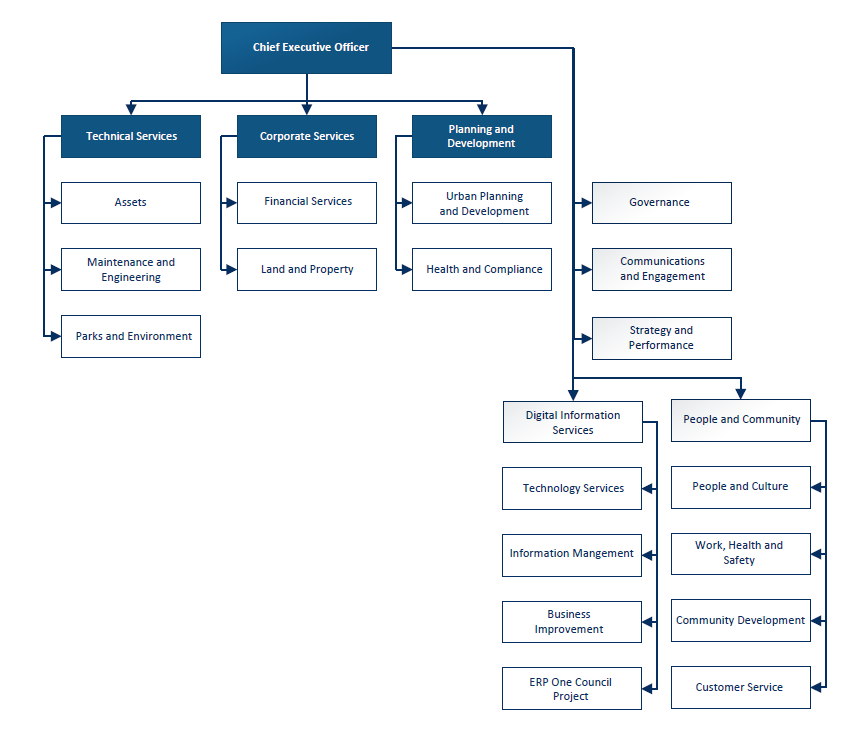 Chief Executive Officer
Technical Services
Corporate Services
Planning and
Development
Assets
Financial Services
Urban Planning
and Development
Governance
Maintenance and
Engineering
Land and Property
Health and Compliance
Communications
and Engagement
Parks and Environment
Strategy and
Performance
Digital Information
Services
People and Community
Technology Services
People and Culture
Information Mangement
Work, Health and
Safety
Business
Improvement
Community Development
ERP One Council
Project
Customer Service